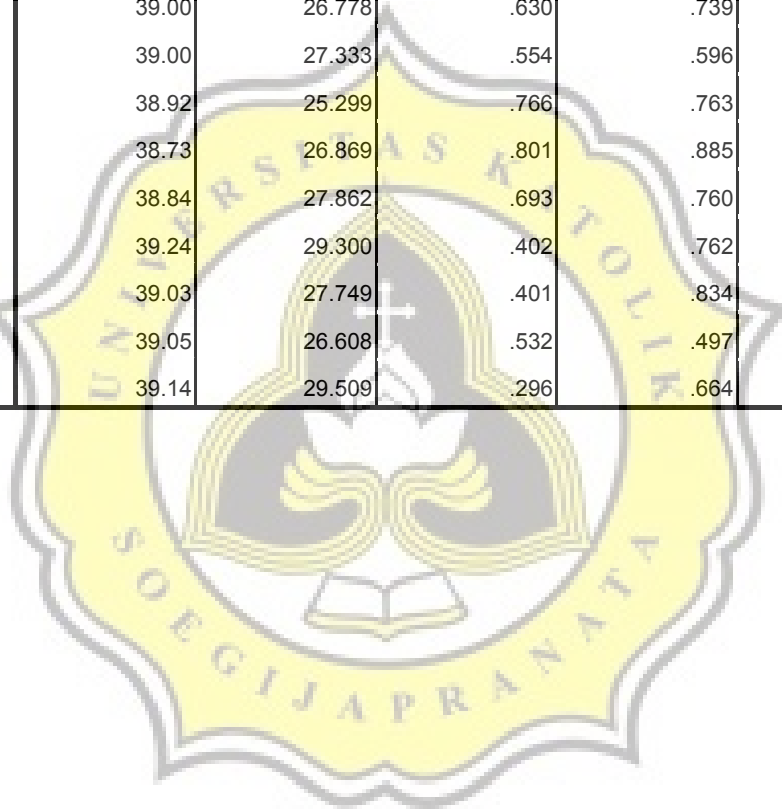 39.00 26.778 .630 .739
39.00 27.333 .554 .596
38.92 25.299 .766 .763
38.73 26.869 .801 .885
38.84 27.862 .693 .760
39.24 29.300 .402 .762
39.03 27.749 .401 .834
39.05 26.608 .532 .497
39.14 29.509 .296 .664
UNIVERSITAS KATOLIK
SOEGIJAPRANATA